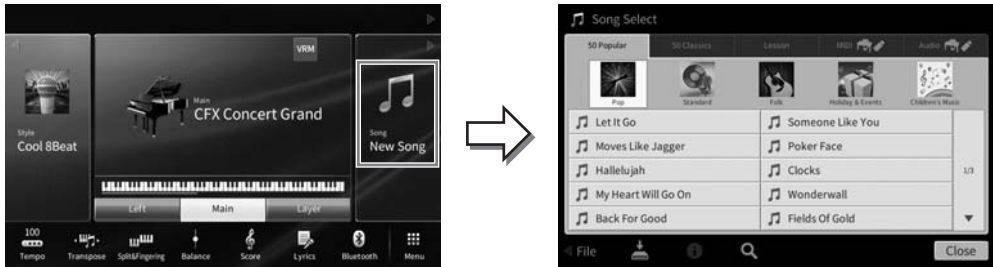 VRM
Style
Cool 8Beat
Main
CFX Concert Grand
Song
New Song
Left
Main
Layer
100
Tempo
Transpose
Split&Fingering
Balance
Score
Lyrics
Bluetooth
Menu
Song Select
50 Popular
50 Classics
Lesson
MIDI
Audio
Pop
Standard
Folk
Holiday & Events
Children's Music
Let It Go
Someone Like You
Moves Like Jagger
Poker Face
Hallelujah
Clocks
1/3
My Heart Will Go On
Wonderwall
Back For Good
Fields Of Gold
File
Close